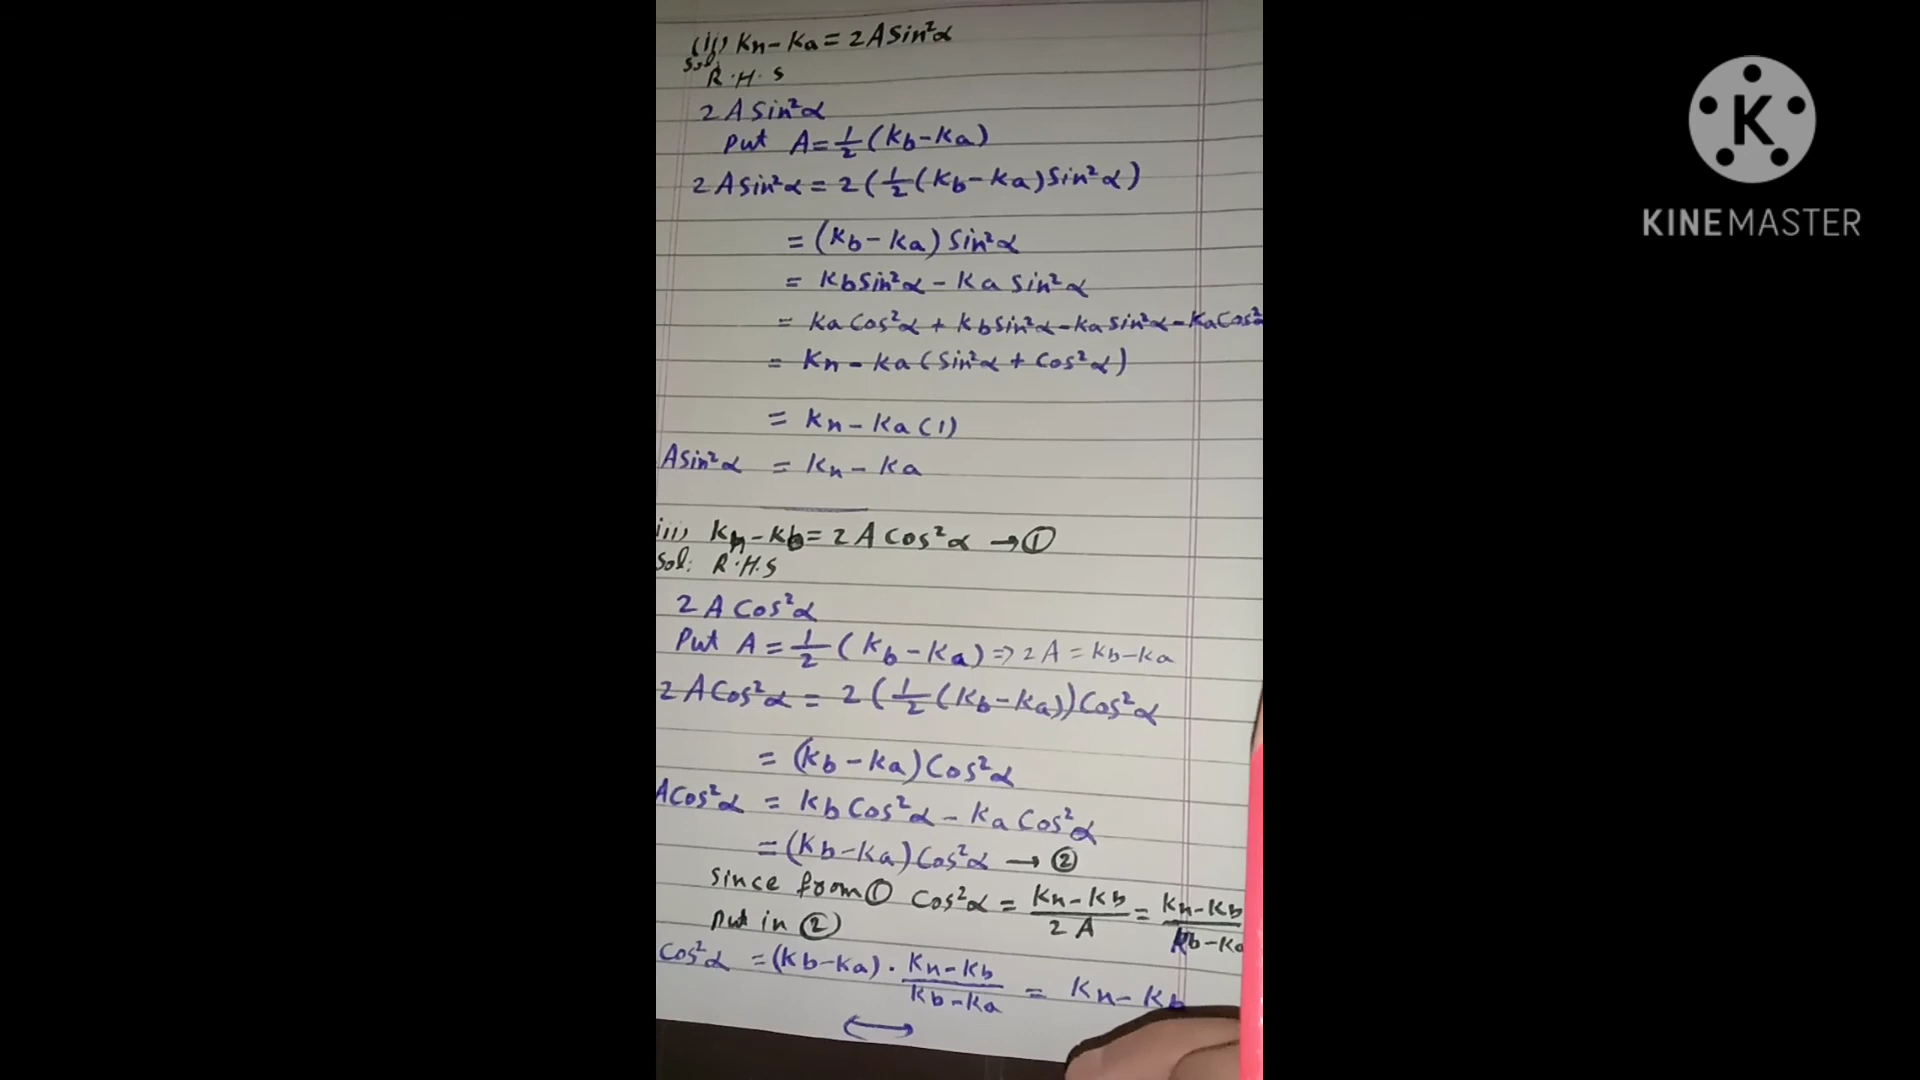 (ii) Kn-Ka = 2A Sin²α
Sol:
R.H.S
2A Sin²α
Put A = 1/2 (Kb-Ka)
2A sin²α = 2(1/2(Kb-Ka) Sin²α)
= (Kb-Ka) Sin²α
= Kb Sin²α - Ka Sin²α
= Ka Cos²α + Kb Sin²α - Ka Sin²α - Ka Cos²
= Kn - Ka (Sin²α + Cos²α)
= Kn - Ka (1)
A Sin²α = Kn - Ka
iii) Kn-Kb = 2A Cos²α → ①
Sol: R.H.S
2A Cos²α
Put A = 1/2 (Kb-Ka) ⇒ 2A = Kb-Ka
2A Cos²α = 2(1/2(Kb-Ka)) Cos²α
= (Kb-Ka) Cos²α
A Cos²α = Kb Cos²α - Ka Cos²α
= (Kb-Ka) Cos²α → ②
since from ① Cos²α = Kn-Kb/2A = Kn-Kb/Kb-Ka
put in ②
Cos²α = (Kb-Ka) · Kn-Kb/Kb-Ka = Kn-Kb
K
KINEMASTER